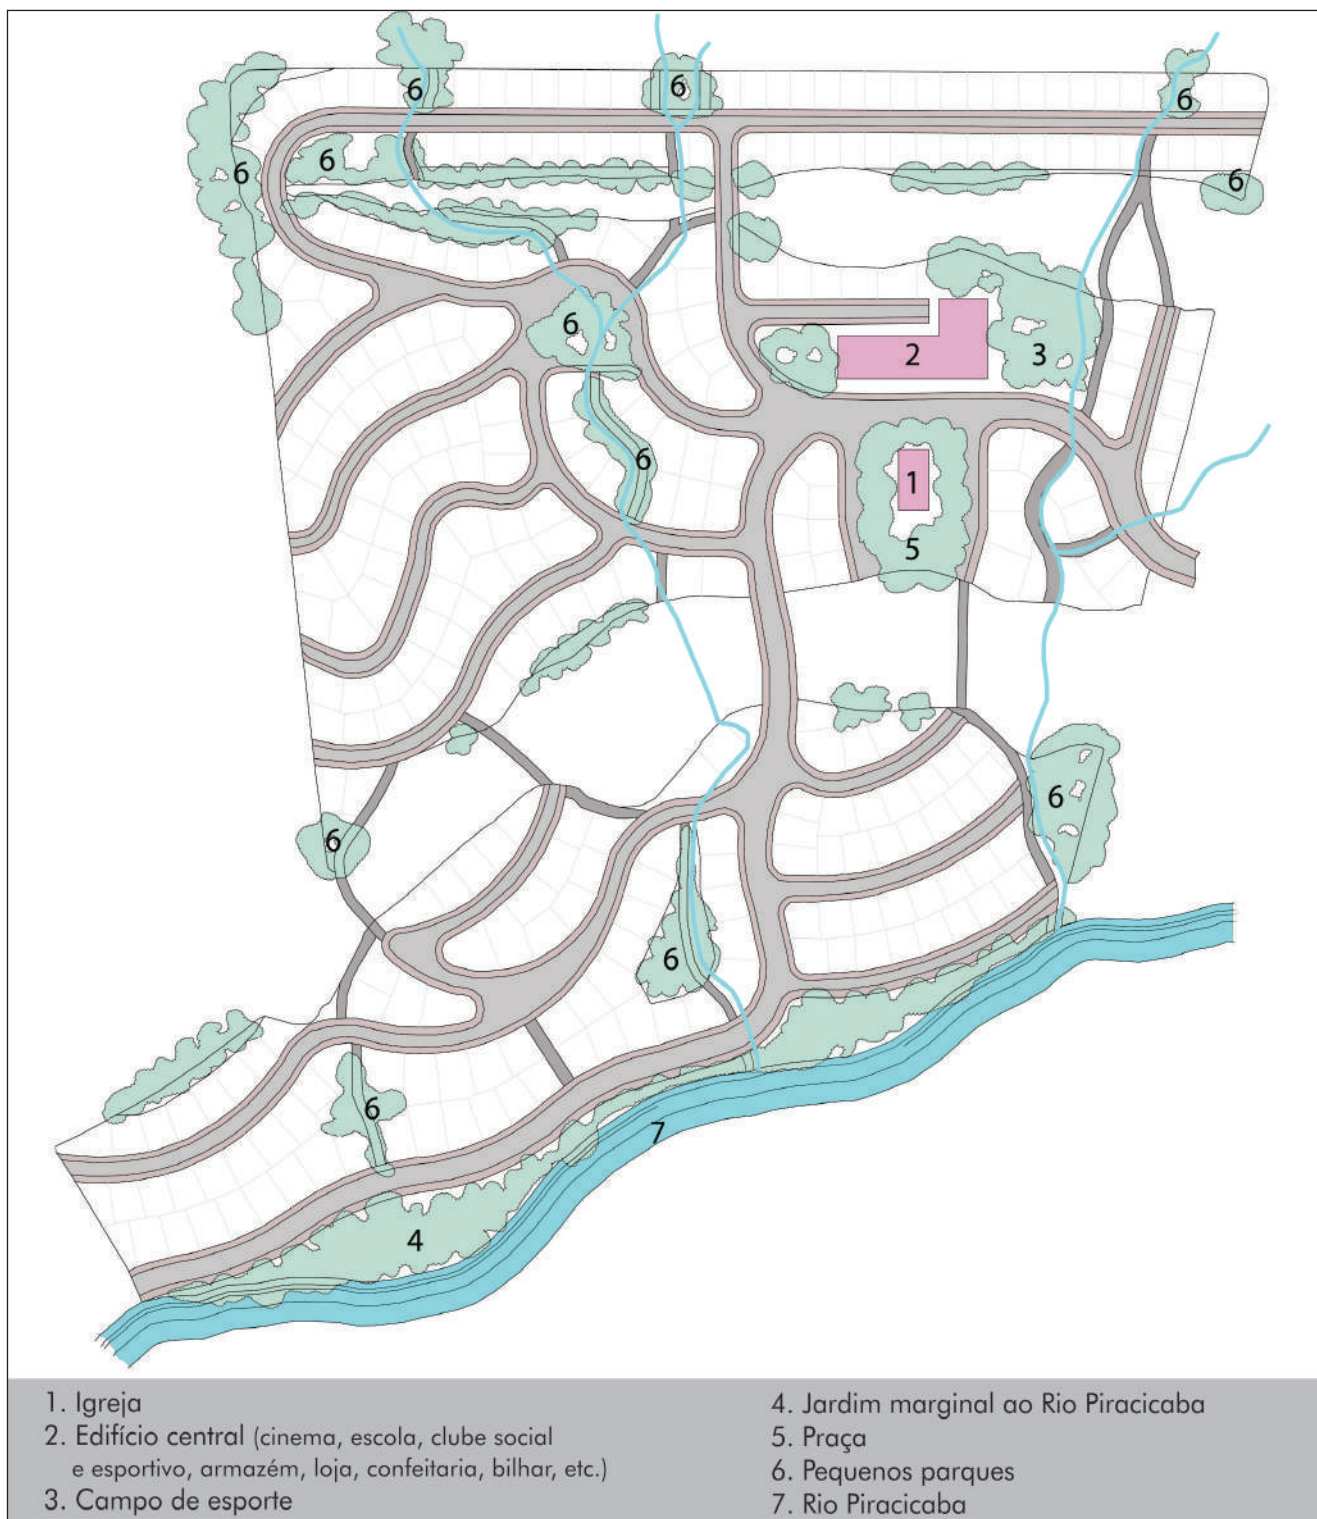 6
6
6
6
6
6
6
2
3
6
1
5
6
6
6
6
6
7
4
1. Igreja
2. Edifício central (cinema, escola, clube social
e esportivo, armazém, loja, confeitaria, bilhar, etc.)
3. Campo de esporte
4. Jardim marginal ao Rio Piracicaba
5. Praça
6. Pequenos parques
7. Rio Piracicaba